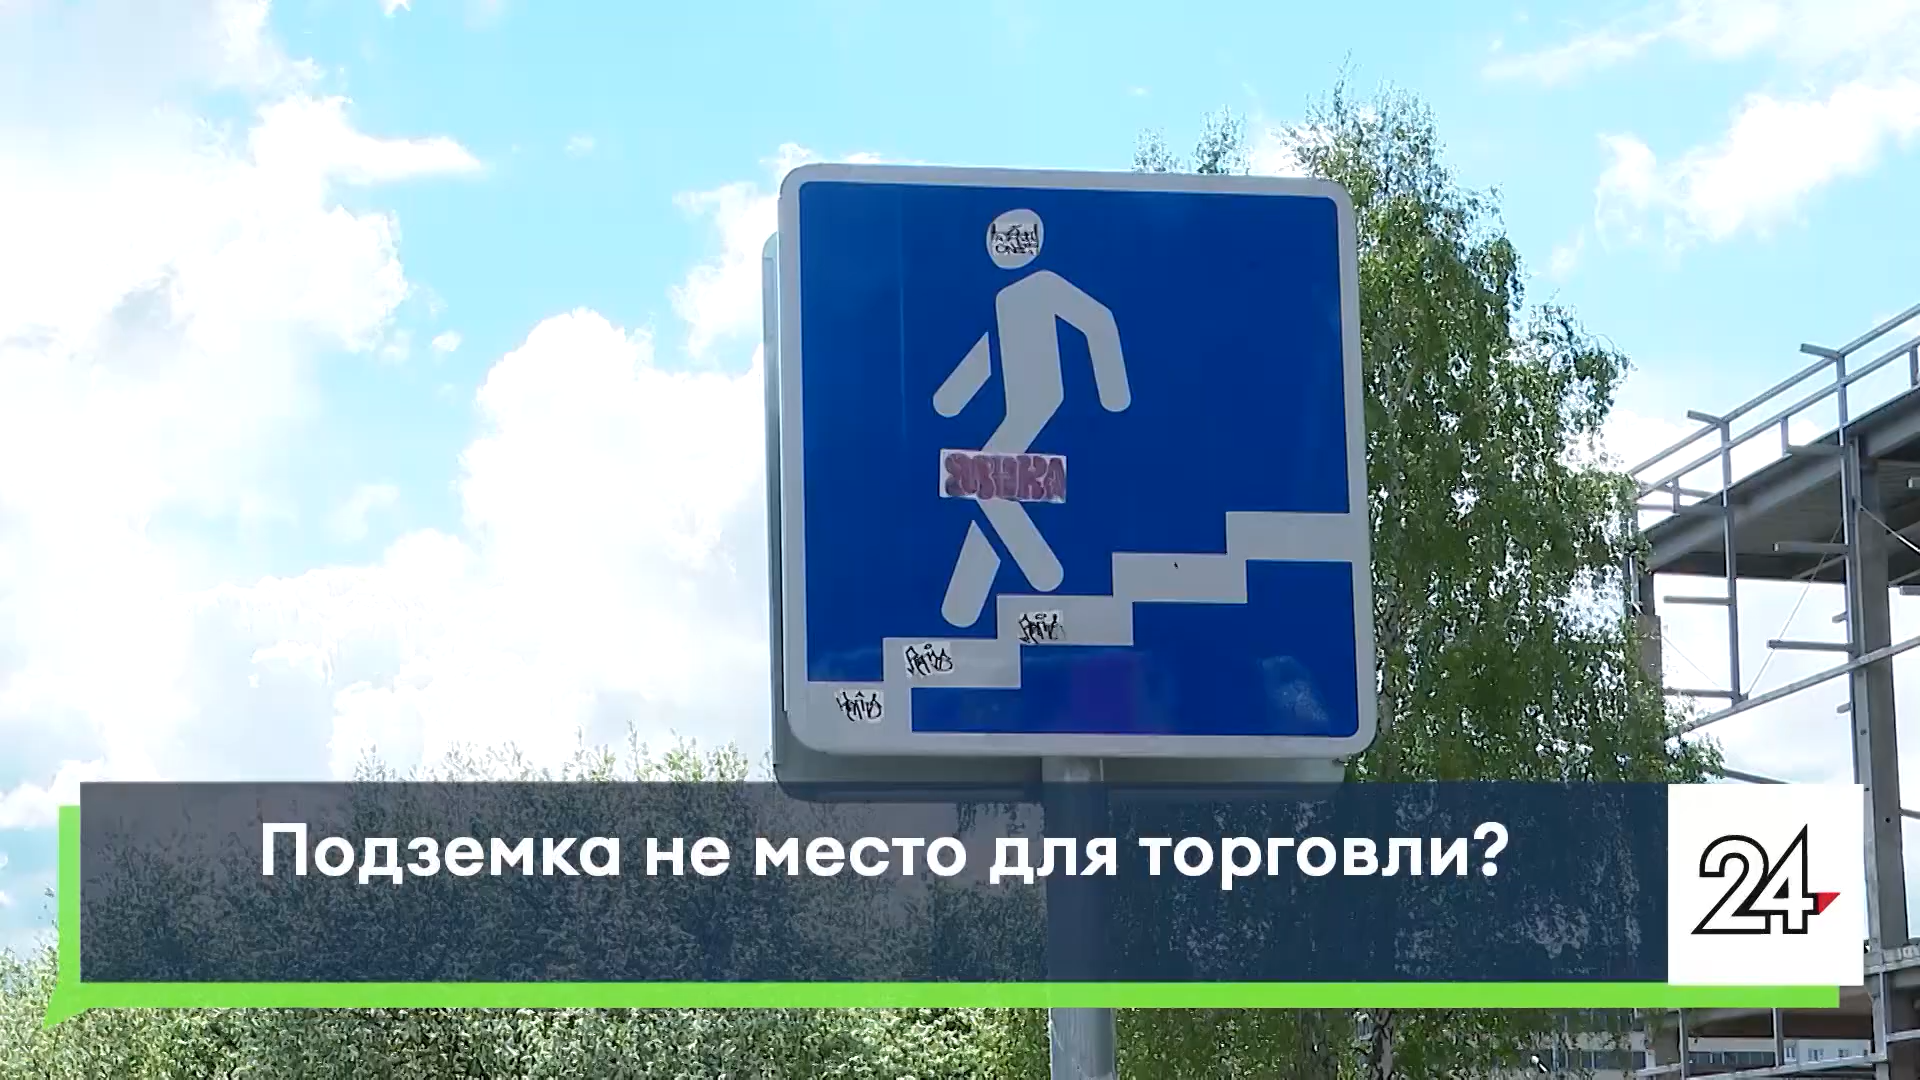 Подземка не место для торговли?
24